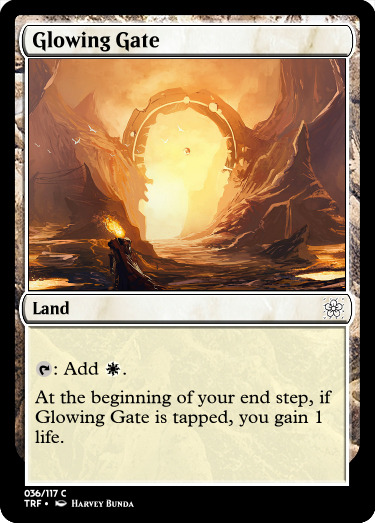 Glowing Gate
Land
: Add .
At the beginning of your end step, if
Glowing Gate is tapped, you gain 1
life.
036/117 C
TRF • Harvey Bunda